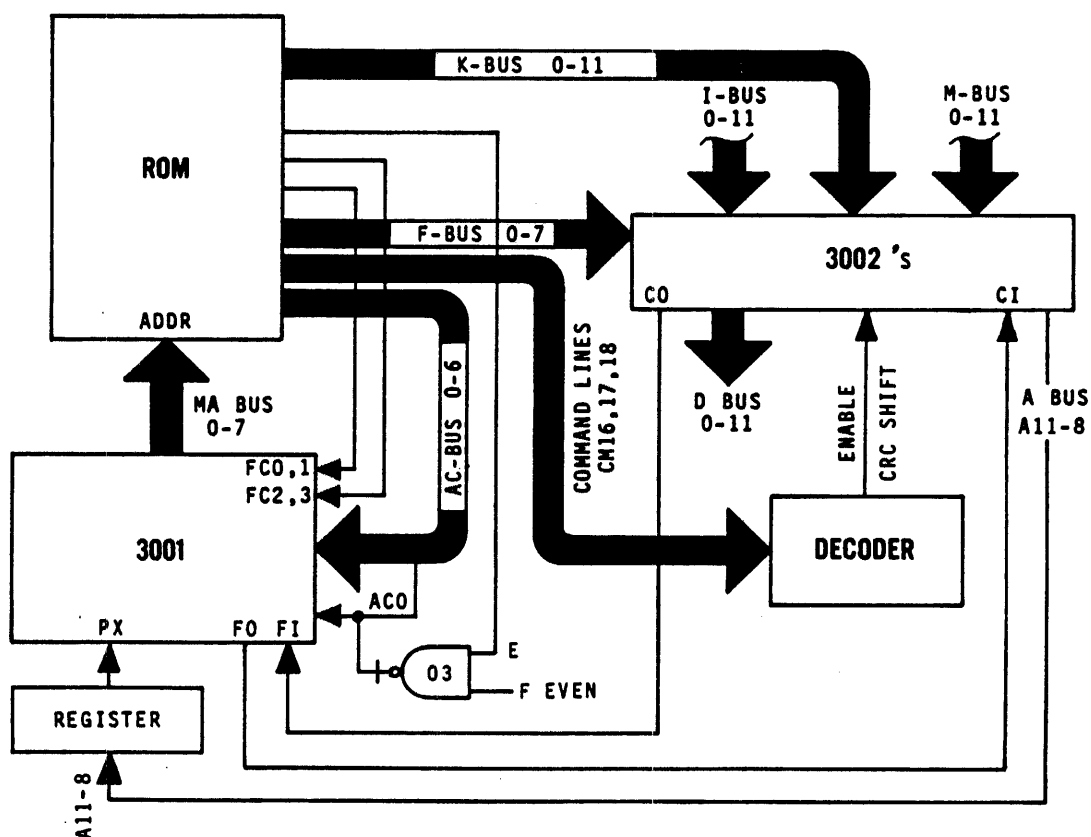 K-BUS 0-11
I-BUS
0-11
M-BUS
0-11
ROM
F-BUS 0-7
3002's
CO
CI
ADDR
MA BUS
0-7
AC-BUS 0-6
COMMAND LINES
CM16,17,18
D BUS
0-11
ENABLE
CRC SHIFT
A BUS
A11-8
FC0,1
FC2,3
3001
DECODER
AC0
PX
FO
FI
E
03
F EVEN
REGISTER
A11-8